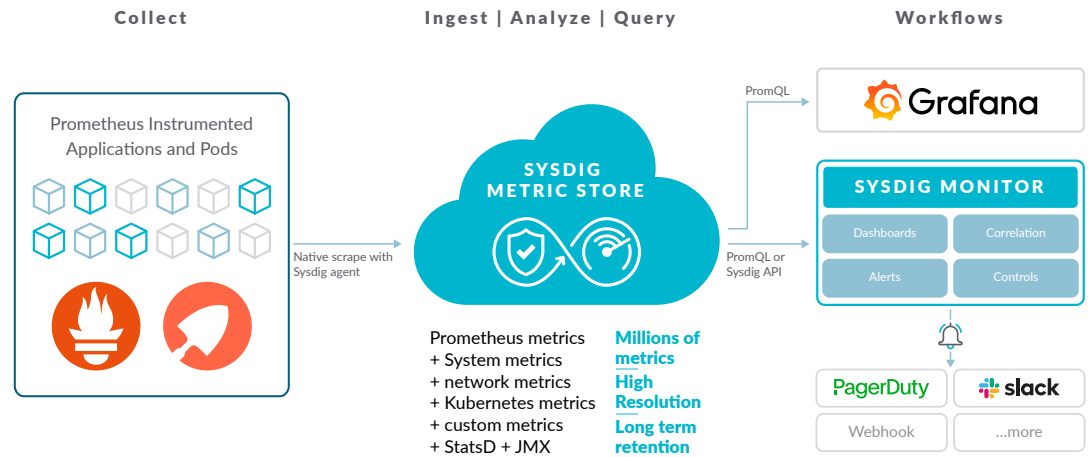 Collect
Ingest | Analyze | Query
Workflows
Prometheus Instrumented
Applications and Pods
Native scrape with
Sysdig agent
SYSDIG
METRIC STORE
Prometheus metrics
+ System metrics
+ network metrics
+ Kubernetes metrics
+ custom metrics
+ StatsD + JMX
Millions of
metrics
High
Resolution
Long term
retention
PromQL
PromQL or
Sysdig API
Grafana
SYSDIG MONITOR
Dashboards
Correlation
Alerts
Controls
PagerDuty
slack
Webhook
...more